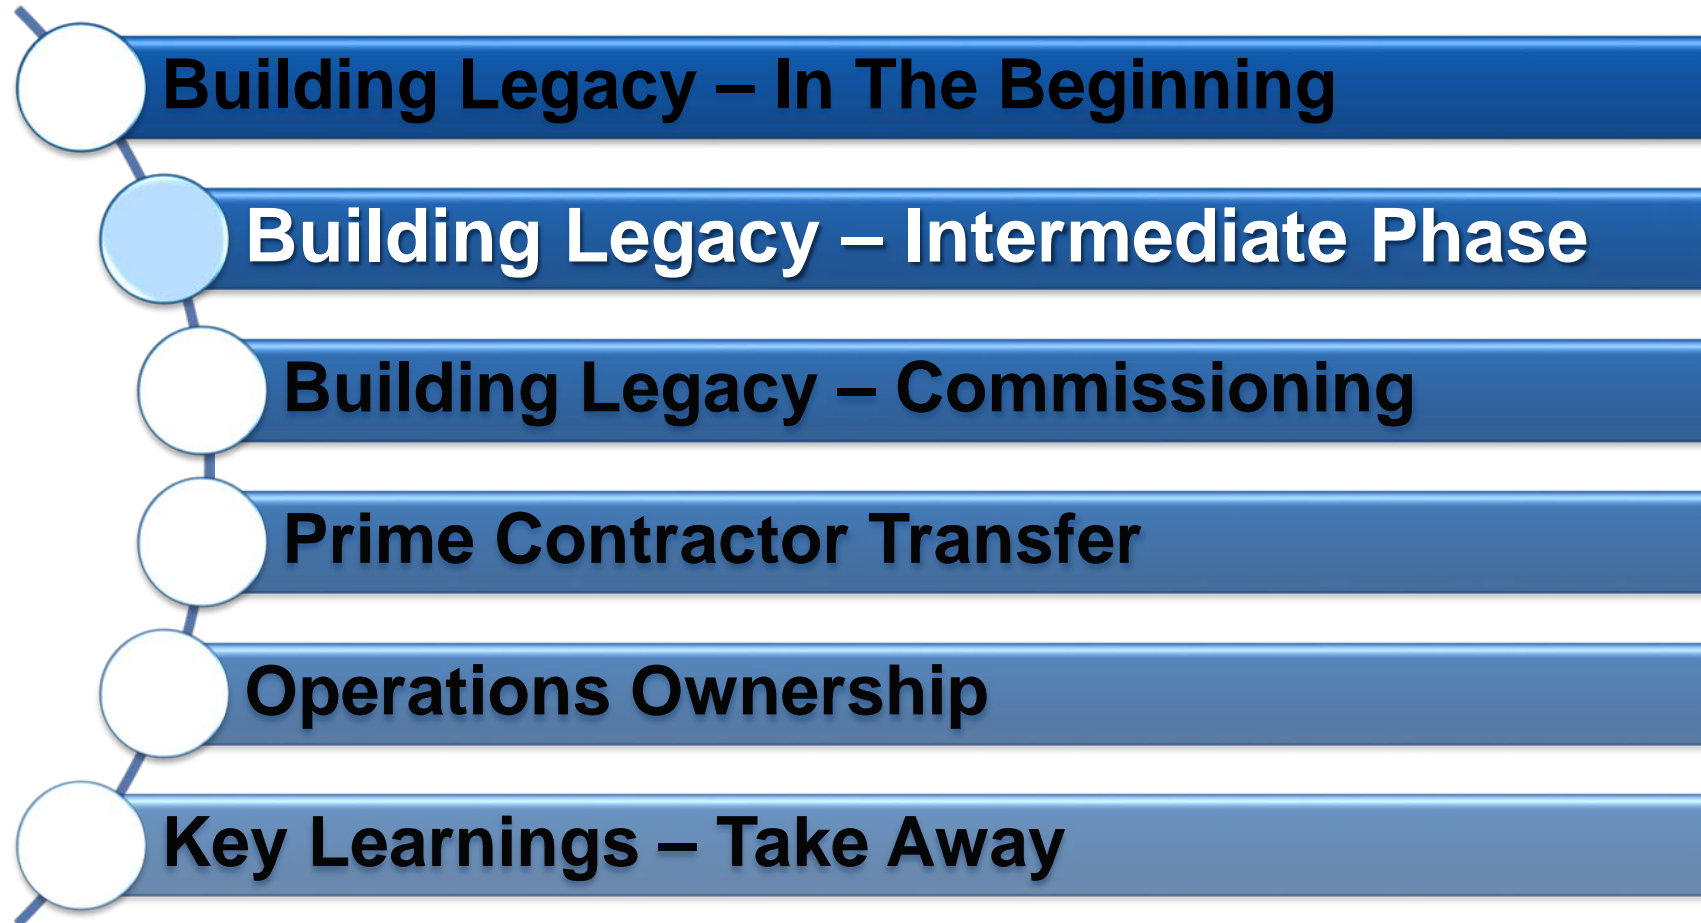 Building Legacy – In The Beginning
Building Legacy – Intermediate Phase
Building Legacy – Commissioning
Prime Contractor Transfer
Operations Ownership
Key Learnings – Take Away